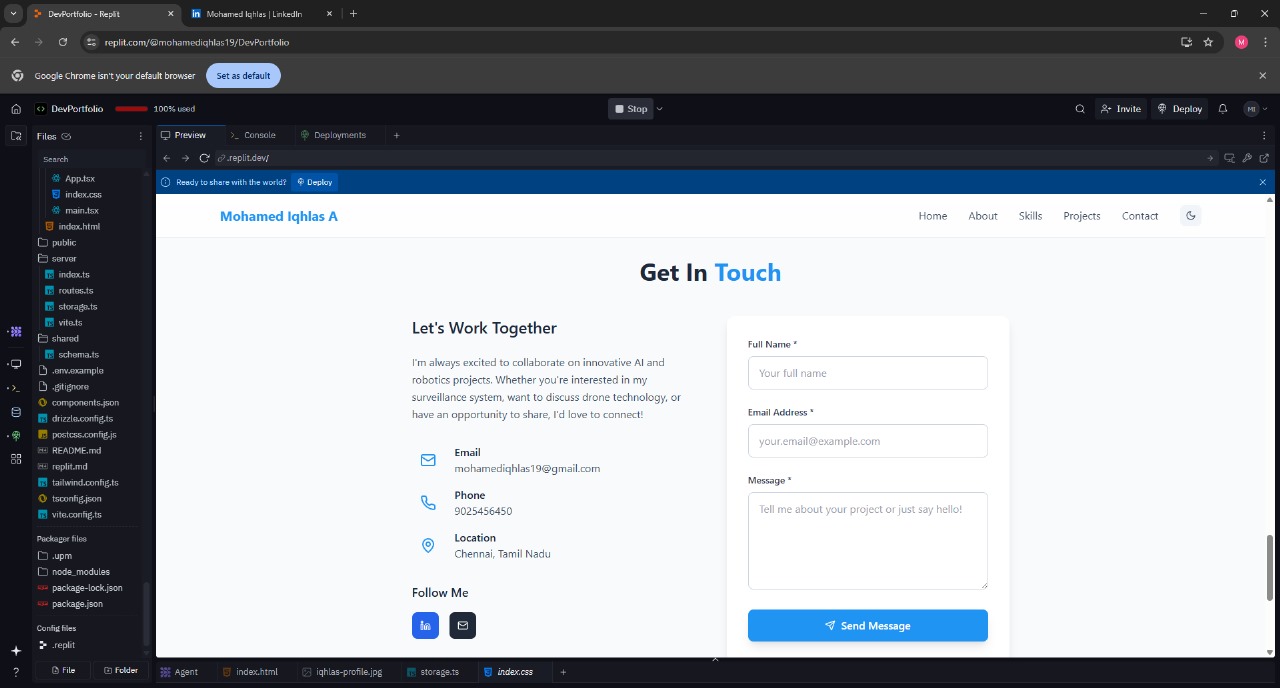 DevPortfolio - Replit
Mohamed Iqhlas | LinkedIn
replit.com/@mohamediqhlas19/DevPortfolio
M
Google Chrome isn't your default browser
Set as default
DevPortfolio
100% used
Stop
Invite
Deploy
MI
Files
Preview
Console
Deployments
Search
.replit.dev/
App.tsx
index.css
main.tsx
index.html
public
server
index.ts
routes.ts
storage.ts
vite.ts
shared
schema.ts
.env.example
.gitignore
components.json
drizzle.config.ts
postcss.config.js
README.md
replit.md
tailwind.config.ts
tsconfig.json
vite.config.ts
Packager files
.upm
node_modules
package-lock.json
package.json
Config files
.replit
File
Folder
Ready to share with the world?
Deploy
Mohamed Iqhlas A
Home
About
Skills
Projects
Contact
Get In Touch
Let's Work Together
I'm always excited to collaborate on innovative AI and
robotics projects. Whether you're interested in my
surveillance system, want to discuss drone technology, or
have an opportunity to share, I'd love to connect!
Email
mohamediqhlas19@gmail.com
Phone
9025456450
Location
Chennai, Tamil Nadu
Follow Me
Full Name *
Your full name
Email Address *
your.email@example.com
Message *
Tell me about your project or just say hello!
Send Message
Agent
index.html
iqhlas-profile.jpg
storage.ts
index.css